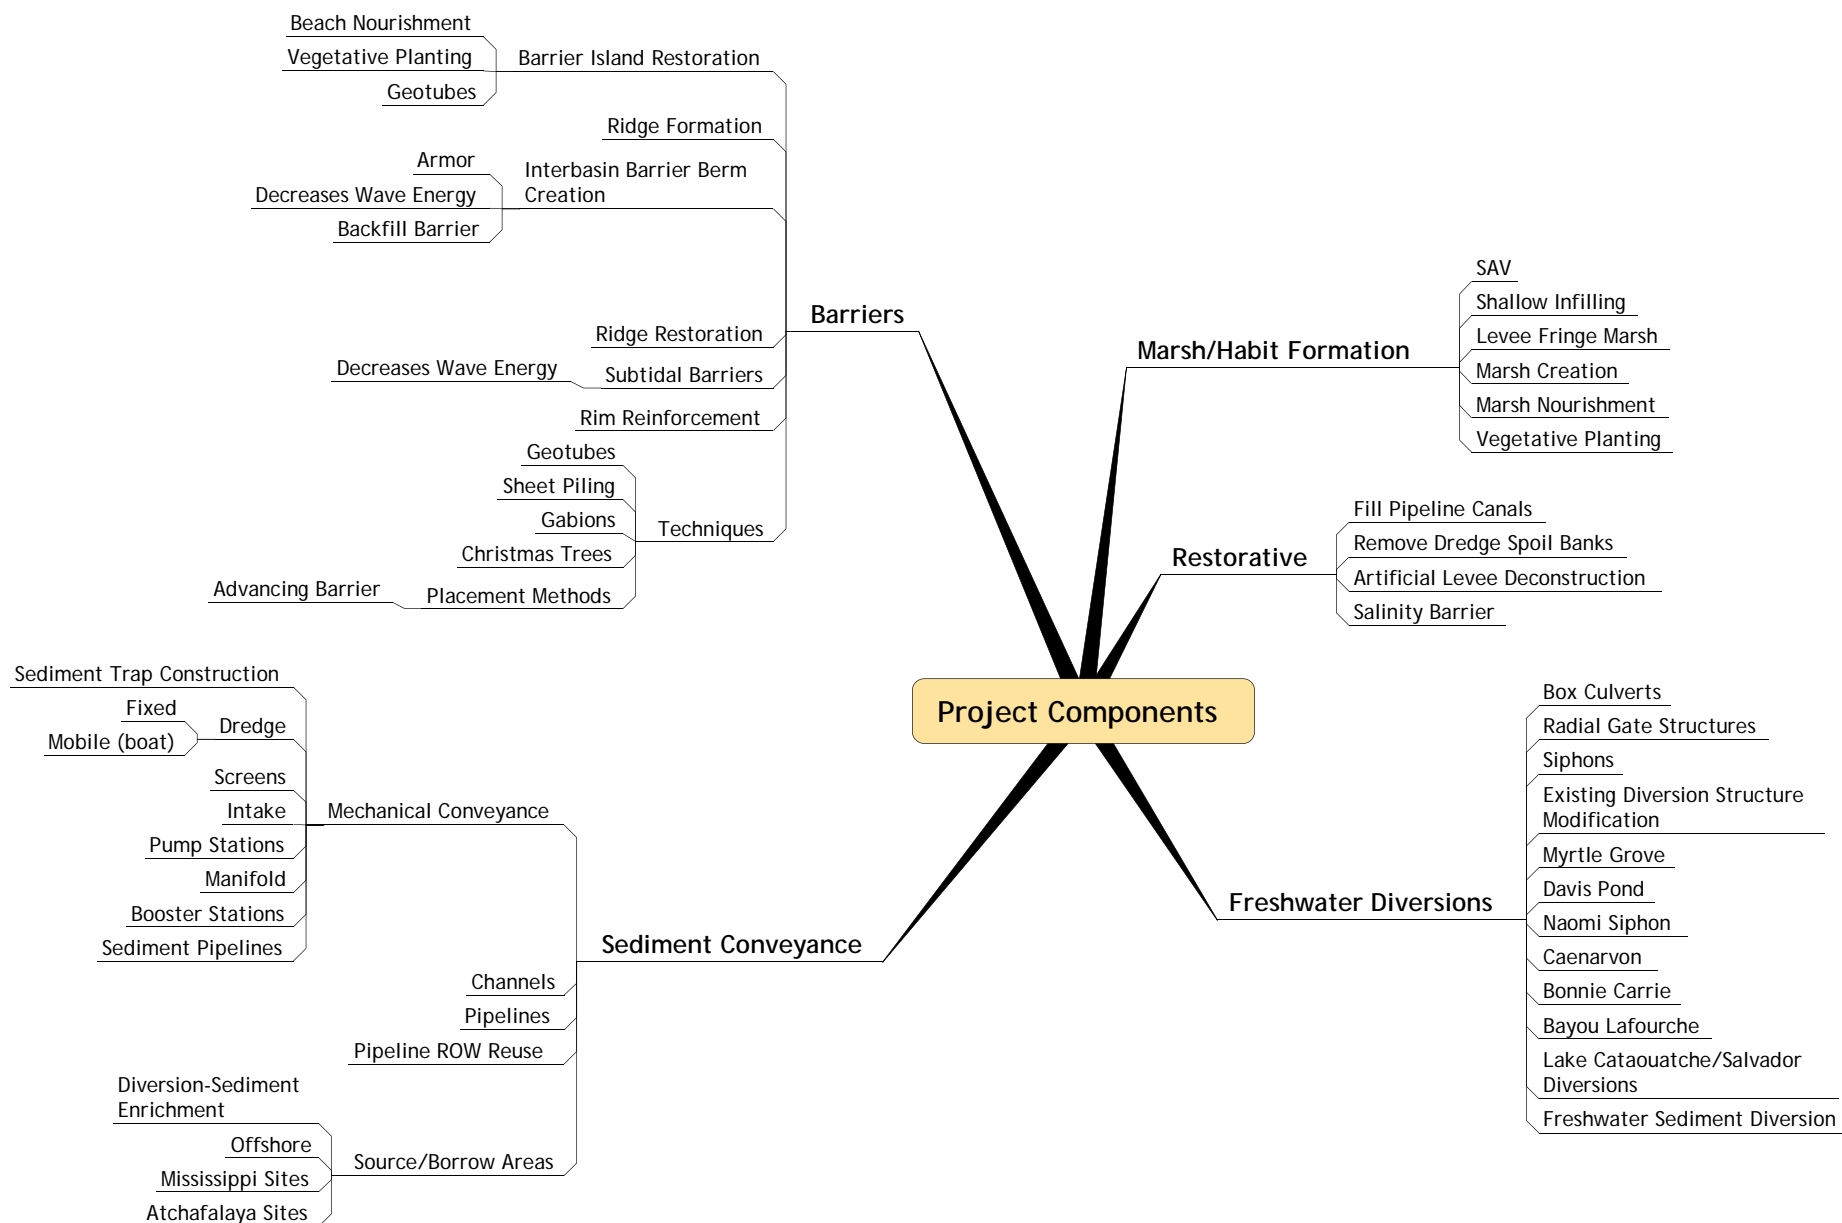 Beach Nourishment
Vegetative Planting
Geotubes
Barrier Island Restoration
Ridge Formation
Armor
Decreases Wave Energy
Backfill Barrier
Interbasin Barrier Berm
Creation
Barriers
Ridge Restoration
Decreases Wave Energy
Subtidal Barriers
Rim Reinforcement
Geotubes
Sheet Piling
Gabions
Christmas Trees
Advancing Barrier
Placement Methods
Techniques
SAV
Shallow Infilling
Levee Fringe Marsh
Marsh Creation
Marsh Nourishment
Vegetative Planting
Marsh/Habit Formation
Fill Pipeline Canals
Remove Dredge Spoil Banks
Artificial Levee Deconstruction
Salinity Barrier
Restorative
Project Components
Sediment Trap Construction
Fixed
Mobile (boat)
Dredge
Screens
Intake
Pump Stations
Manifold
Booster Stations
Sediment Pipelines
Mechanical Conveyance
Sediment Conveyance
Channels
Pipelines
Pipeline ROW Reuse
Diversion-Sediment
Enrichment
Offshore
Mississippi Sites
Atchafalaya Sites
Source/Borrow Areas
Freshwater Diversions
Box Culverts
Radial Gate Structures
Siphons
Existing Diversion Structure
Modification
Myrtle Grove
Davis Pond
Naomi Siphon
Caenarvon
Bonnie Carrie
Bayou Lafourche
Lake Cataouatche/Salvador
Diversions
Freshwater Sediment Diversion